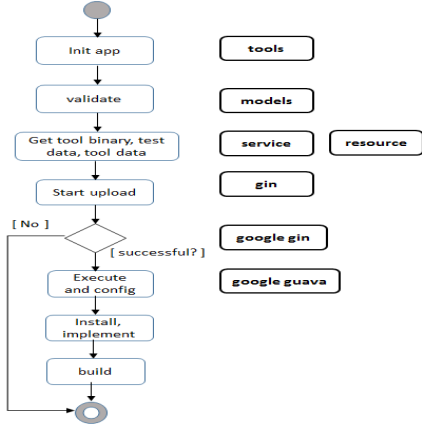 Init app
tools
validate
models
Get tool binary, test
data, tool data
service
resource
Start upload
gin
[ No ]
google gin
[ successful? ]
Execute
and config
google guava
Install,
implement
build